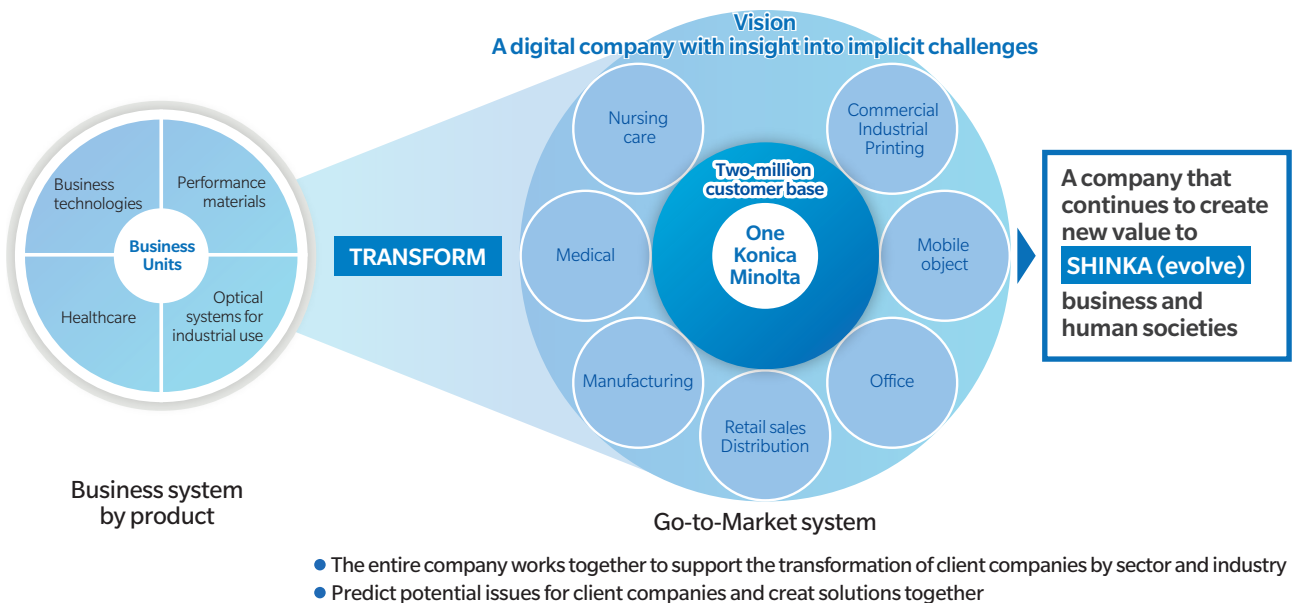 Vision
A digital company with insight into implicit challenges
Business
technologies
Performance
materials
Business
Units
Healthcare
Optical
systems for
industrial use
Business system
by product
TRANSFORM
Nursing
care
Commercial
Industrial
Printing
Two-million
customer base
One
Konica
Minolta
Medical
Mobile
object
Manufacturing
Office
Retail sales
Distribution
Go-to-Market system
A company that
continues to create
new value to
SHINKA (evolve)
business and
human societies
● The entire company works together to support the transformation of client companies by sector and industry
● Predict potential issues for client companies and creat solutions together